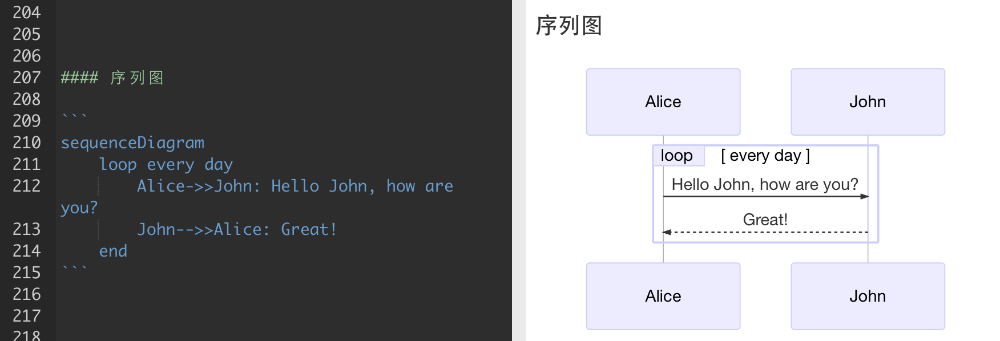 204
205
206
207 #### 序列图
208
209 ```
210 sequenceDiagram
211     loop every day
212         Alice->>John: Hello John, how are
you?
213         John-->>Alice: Great!
214     end
215 ```
216
217
218
序列图
Alice John
loop [ every day ]
Hello John, how are you?
Great!
Alice John